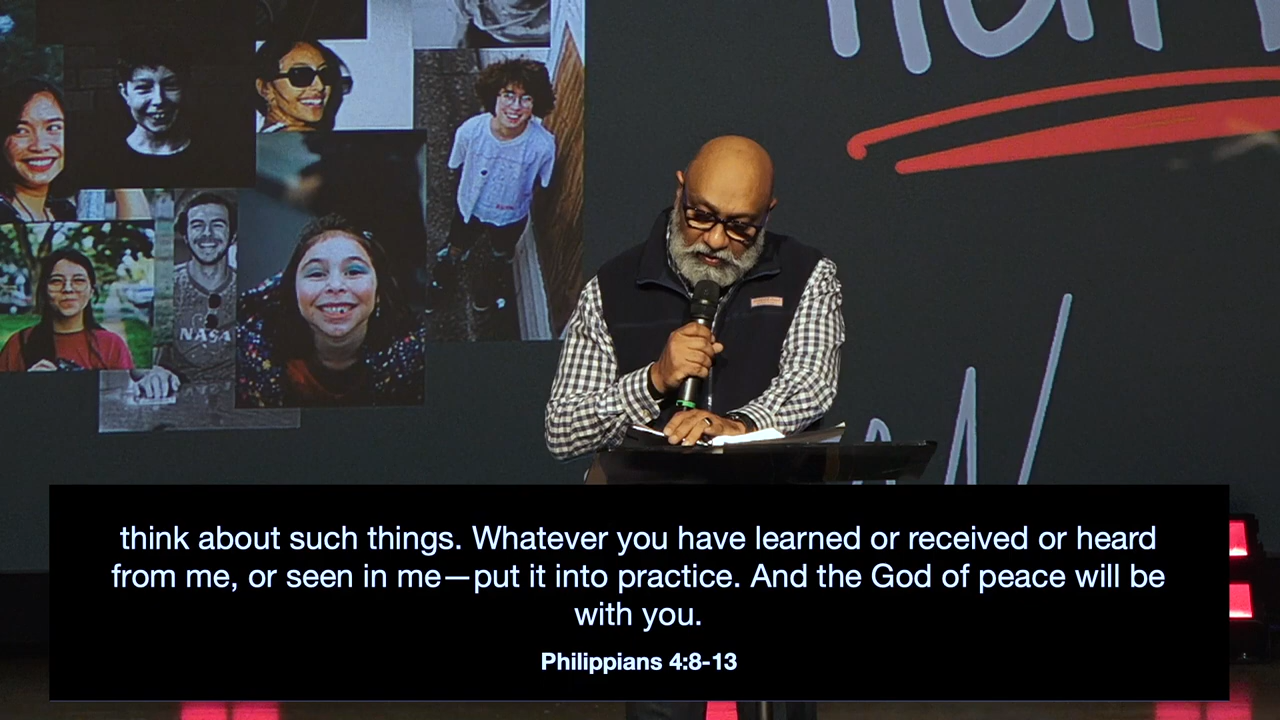 NASA
think about such things. Whatever you have learned or received or heard
from me, or seen in me—put it into practice. And the God of peace will be
with you.
Philippians 4:8-13